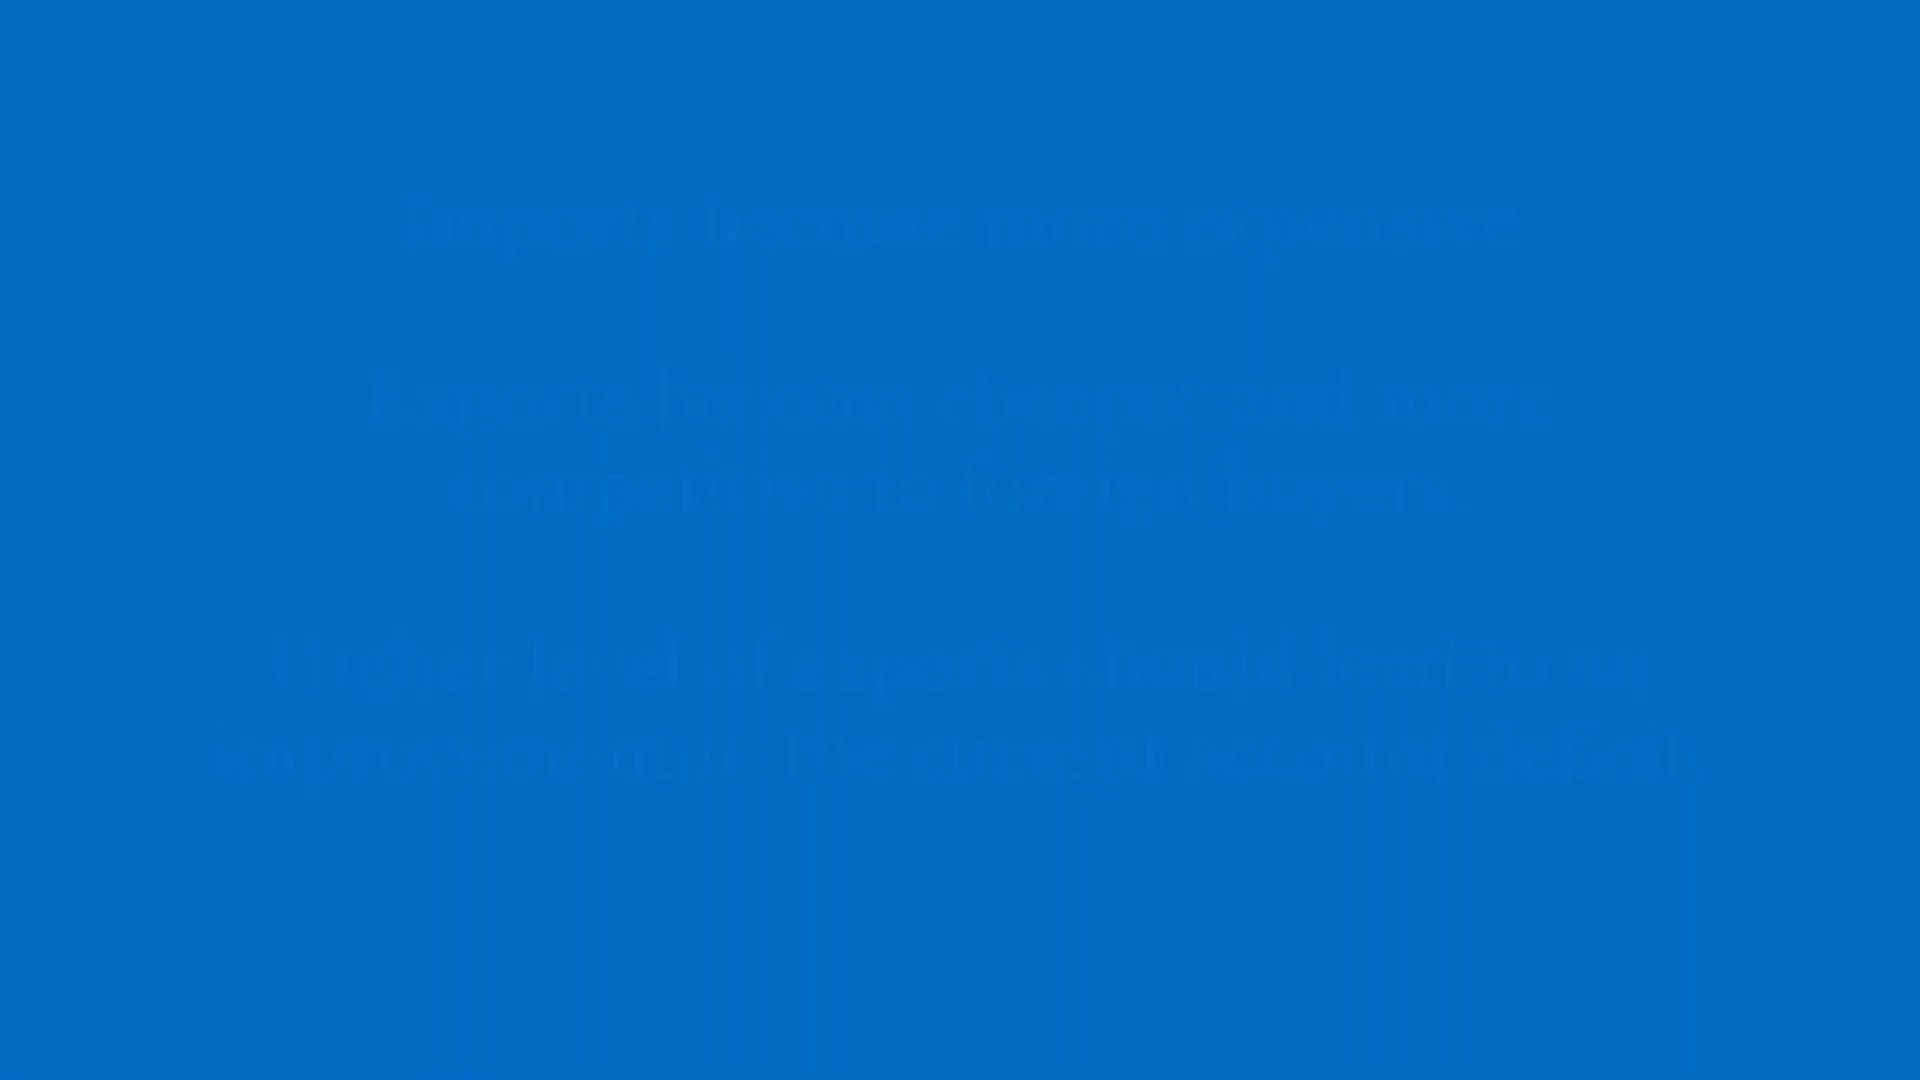 Imports become more expensive
Exports become cheaper and more
competitive to foreign buyers
Higher level of exports should lead to an
improvement in the current account deficit.